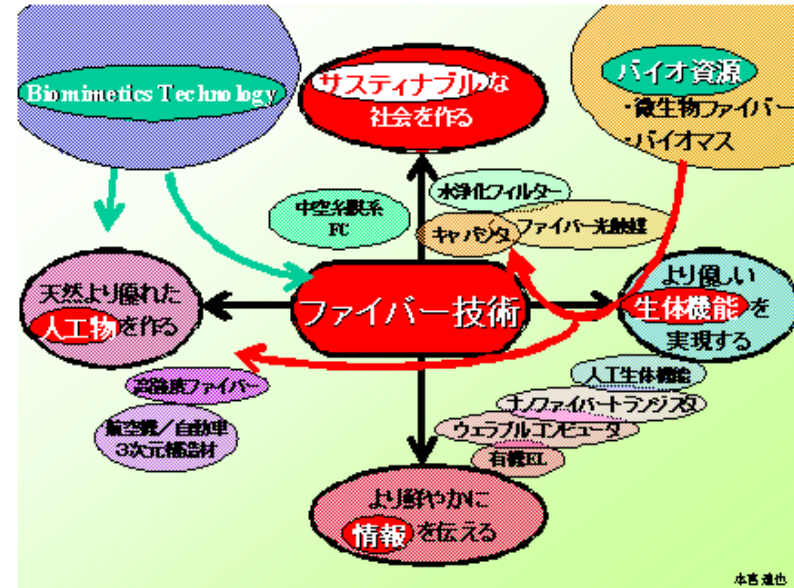 Biomimetics Technology
サスティナブルな
社会を作る
バイオ資源
・微生物ファイバー
・バイオマス
水浄化フィルター
中空糸膜系
FC
キャパシタ
ファイバー光触媒
天然より優れた
人工物を作る
ファイバー技術
より優しい
生体機能を
実現する
高強度ファイバー
航空機/自動車
3次元構造材
人工生体機能
ナノファイバートランジスタ
ウェラブルコンピュータ
有機EL
より鮮やかに
情報を伝える